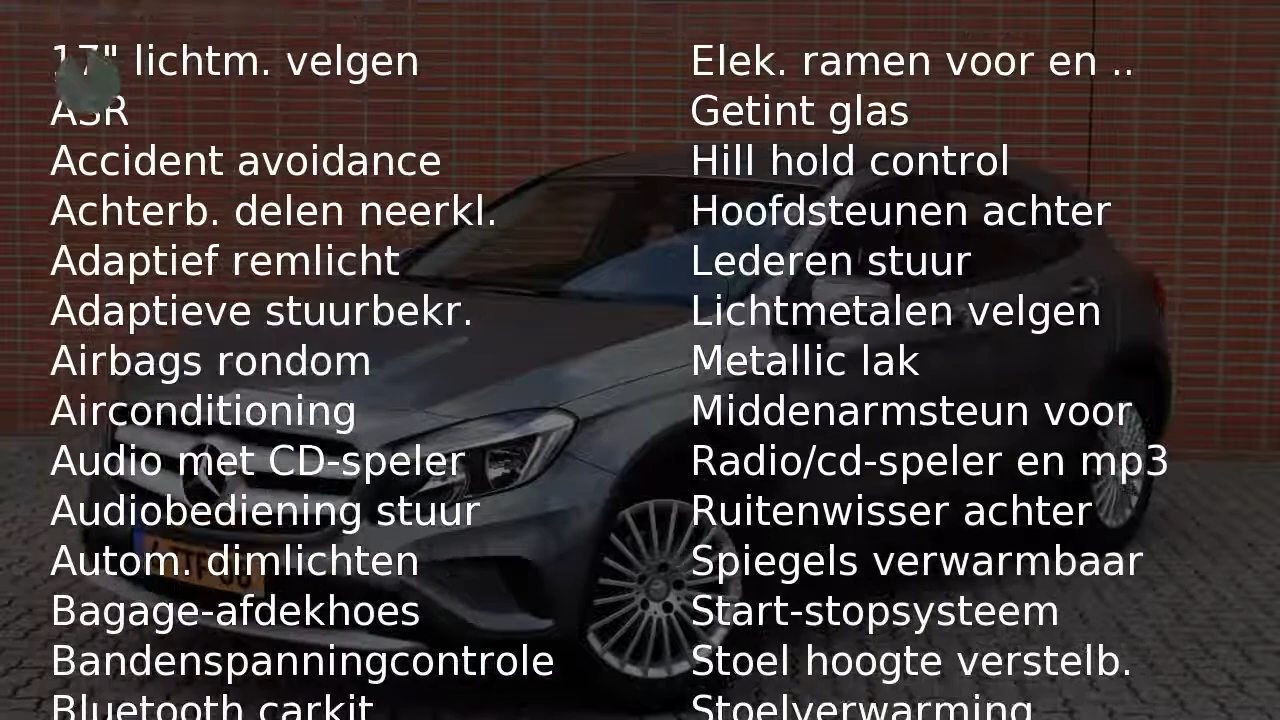 17" lichtm. velgen
ASR
Accident avoidance
Achterb. delen neerkl.
Adaptief remlicht
Adaptieve stuurbekr.
Airbags rondom
Airconditioning
Audio met CD-speler
Audiobediening stuur
Autom. dimlichten
Bagage-afdekhoes
Bandenspanningcontrole
Bluetooth carkit
Elek. ramen voor en ..
Getint glas
Hill hold control
Hoofdsteunen achter
Lederen stuur
Lichtmetalen velgen
Metallic lak
Middenarmsteun voor
Radio/cd-speler en mp3
Ruitenwisser achter
Spiegels verwarmbaar
Start-stopsysteem
Stoel hoogte verstelb.
Stoelverwarming